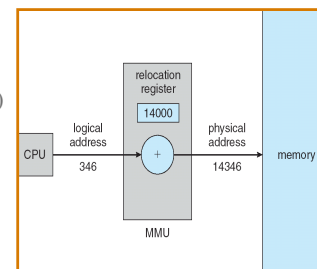 )
relocation
register
14000
logical
address
346
CPU
+
physical
address
14346
memory
MMU